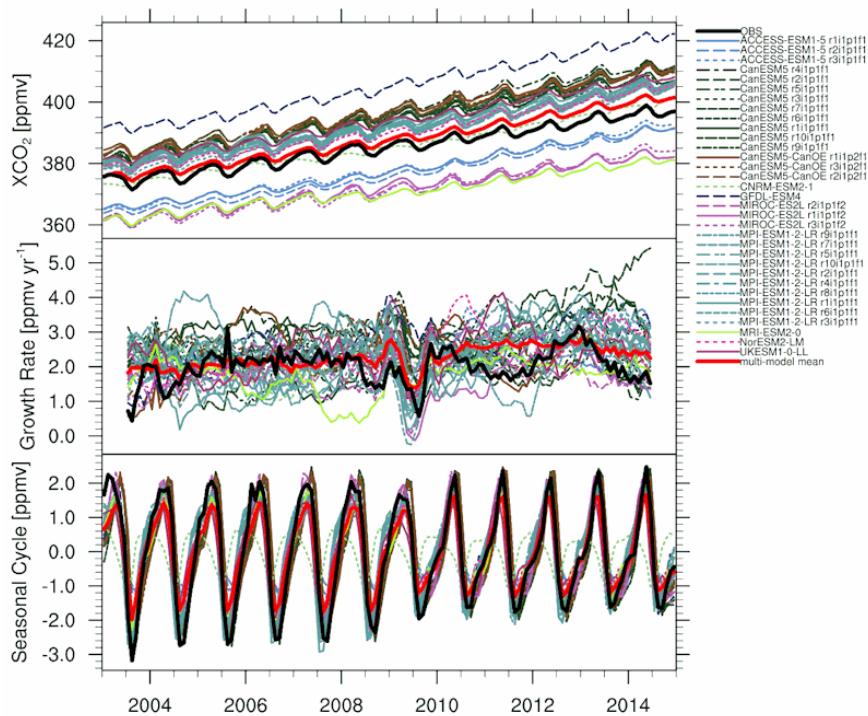 XCO2 [ppmv]
420
400
380
360
Growth Rate [ppmv yr-1]
5.0
4.0
3.0
2.0
1.0
0.0
Seasonal Cycle [ppmv]
2.0
1.0
0.0
-1.0
-2.0
-3.0
2004 2006 2008 2010 2012 2014
OBS
ACCESS-ESM1-5 r1i1p1f1
ACCESS-ESM1-5 r2i1p1f1
ACCESS-ESM1-5 r3i1p1f1
CanESM5 r4i1p1f1
CanESM5 r2i1p1f1
CanESM5 r5i1p1f1
CanESM5 r3i1p1f1
CanESM5 r7i1p1f1
CanESM5 r6i1p1f1
CanESM5 r1i1p1f1
CanESM5 r10i1p1f1
CanESM5 r9i1p1f1
CanESM5-CanOE r1i1p2f1
CanESM5-CanOE r3i1p2f1
CanESM5-CanOE r2i1p2f1
CNRM-ESM2-1
GFDL-ESM4
MIROC-ES2L r2i1p1f2
MIROC-ES2L r1i1p1f2
MIROC-ES2L r3i1p1f2
MPI-ESM1-2-LR r9i1p1f1
MPI-ESM1-2-LR r7i1p1f1
MPI-ESM1-2-LR r5i1p1f1
MPI-ESM1-2-LR r10i1p1f1
MPI-ESM1-2-LR r2i1p1f1
MPI-ESM1-2-LR r4i1p1f1
MPI-ESM1-2-LR r8i1p1f1
MPI-ESM1-2-LR r1i1p1f1
MPI-ESM1-2-LR r6i1p1f1
MPI-ESM1-2-LR r3i1p1f1
MRI-ESM2-0
NorESM2-LM
UKESM1-0-LL
multi-model mean